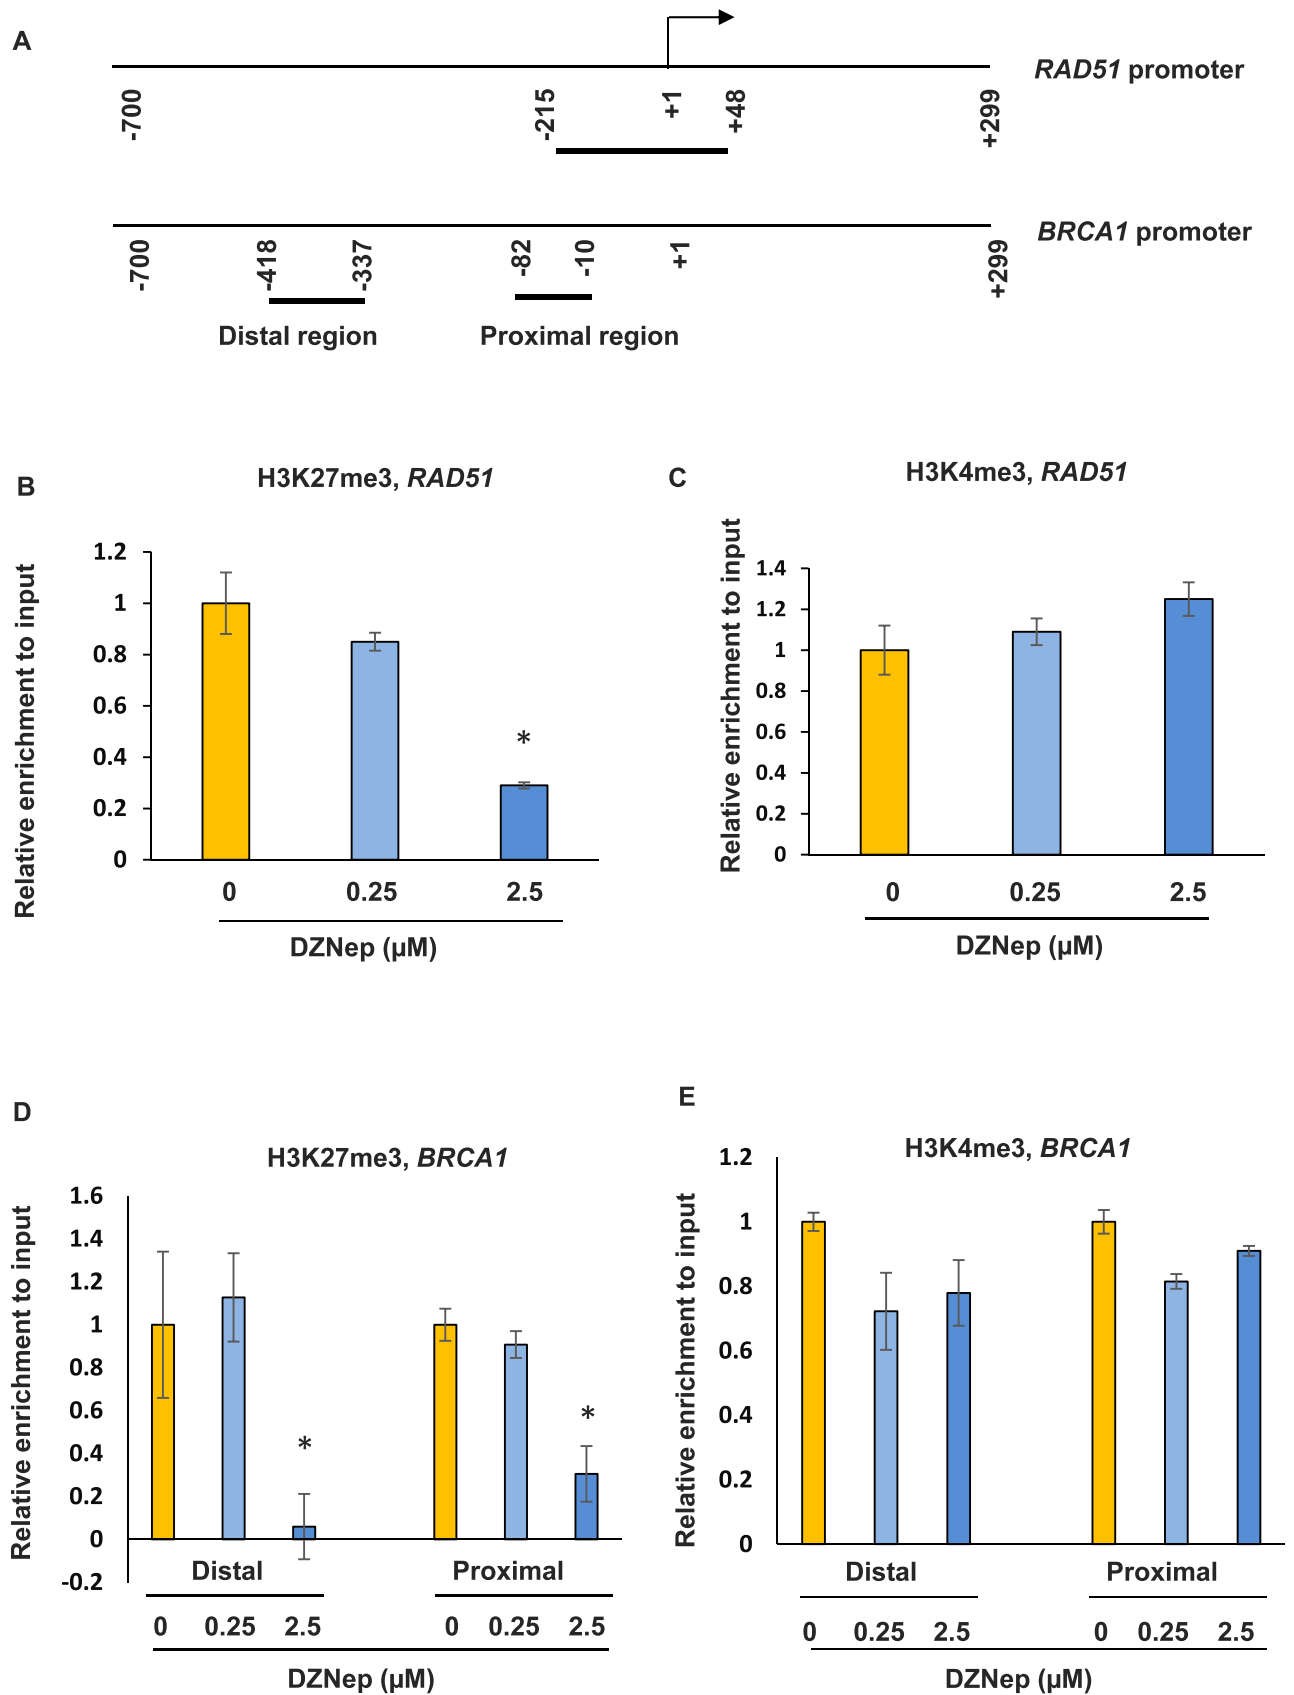 A
RAD51 promoter
-700
-215
+1
+48
+299
BRCA1 promoter
-700
-418
-337
-82
-10
+1
+299
Distal region
Proximal region
B
H3K27me3, RAD51
Relative enrichment to input
1.2
1
0.8
0.6
0.4
0.2
0
*
0 0.25 2.5
DZNep (µM)
C
H3K4me3, RAD51
Relative enrichment to input
1.4
1.2
1
0.8
0.6
0.4
0.2
0
0 0.25 2.5
DZNep (µM)
D
H3K27me3, BRCA1
Relative enrichment to input
1.6
1.4
1.2
1
0.8
0.6
0.4
0.2
0
-0.2
*
*
Distal Proximal
0 0.25 2.5 0 0.25 2.5
DZNep (µM)
E
H3K4me3, BRCA1
Relative enrichment to input
1.2
1
0.8
0.6
0.4
0.2
0
Distal Proximal
0 0.25 2.5 0 0.25 2.5
DZNep (µM)